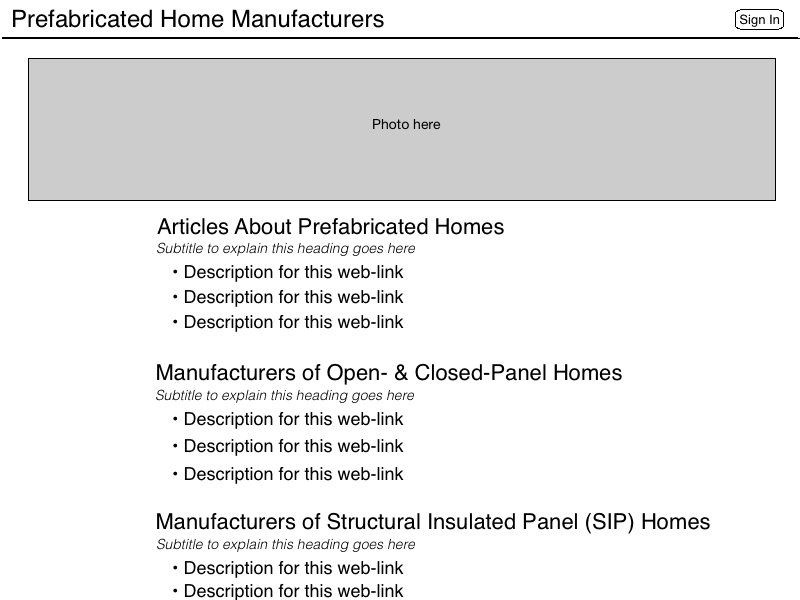 Prefabricated Home Manufacturers
Sign In
Photo here
Articles About Prefabricated Homes
Subtitle to explain this heading goes here
• Description for this web-link
• Description for this web-link
• Description for this web-link
Manufacturers of Open- & Closed-Panel Homes
Subtitle to explain this heading goes here
• Description for this web-link
• Description for this web-link
• Description for this web-link
Manufacturers of Structural Insulated Panel (SIP) Homes
Subtitle to explain this heading goes here
• Description for this web-link
• Description for this web-link